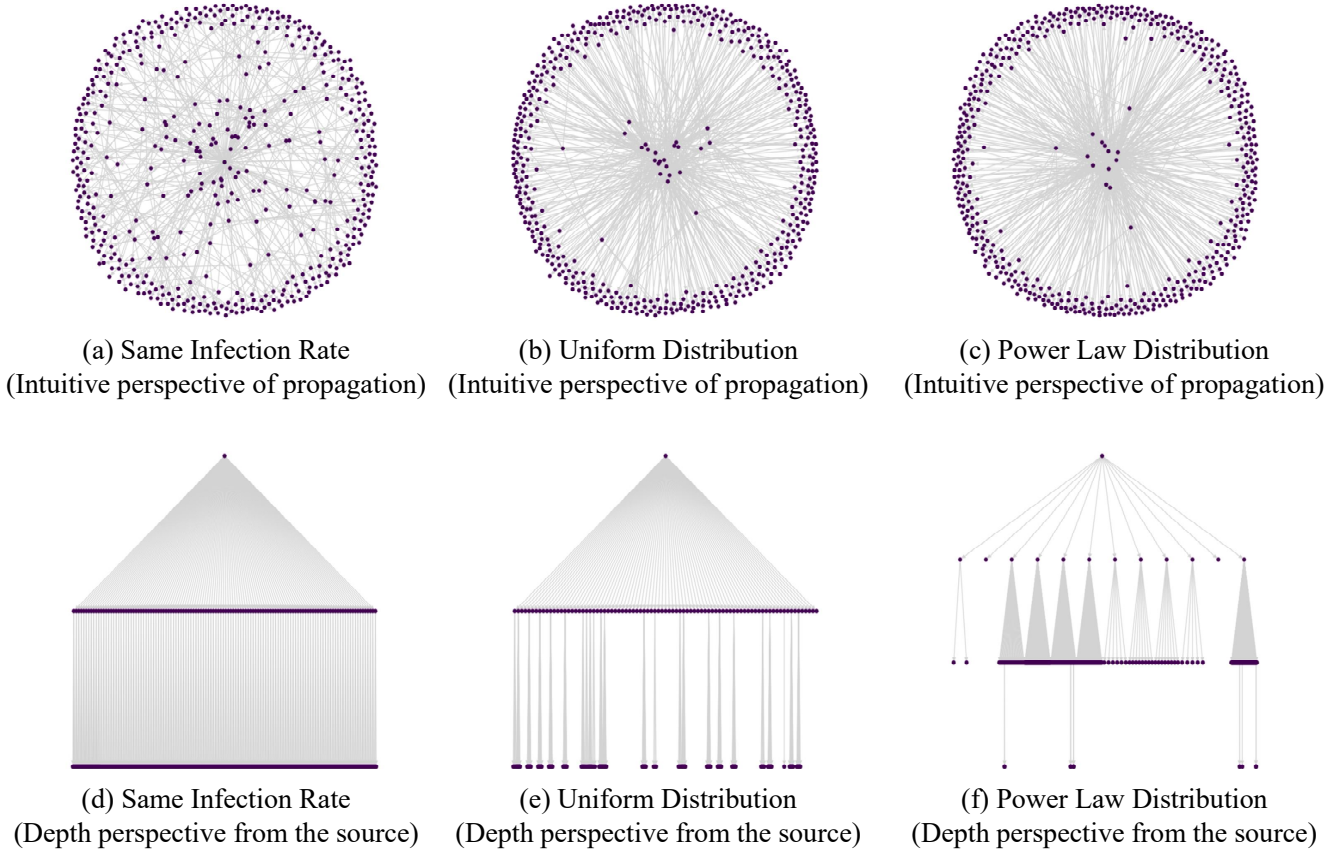 (a) Same Infection Rate
(Intuitive perspective of propagation)
(b) Uniform Distribution
(Intuitive perspective of propagation)
(c) Power Law Distribution
(Intuitive perspective of propagation)
(d) Same Infection Rate
(Depth perspective from the source)
(e) Uniform Distribution
(Depth perspective from the source)
(f) Power Law Distribution
(Depth perspective from the source)